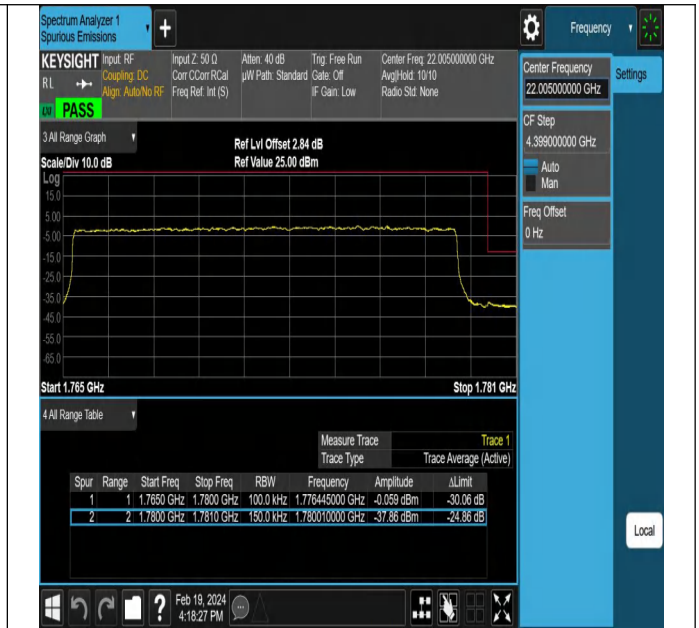 Spectrum Analyzer 1
Spurious Emissions
+
Frequency
KEYSIGHT
Input: RF
Coupling: DC
Align: Auto/No RF
Input Z: 50 Ω
Corr CCorr RCal
Freq Ref: Int (S)
Atten: 40 dB
µW Path: Standard
Trig: Free Run
Gate: Off
IF Gain: Low
Center Freq: 22.005000000 GHz
Avg|Hold: 10/10
Radio Std: None
RL
LXI
PASS
Center Frequency
22.005000000 GHz
Settings
CF Step
4.399000000 GHz
Auto
Man
Freq Offset
0 Hz
3 All Range Graph
Ref Lvl Offset 2.84 dB
Scale/Div 10.0 dB
Ref Value 25.00 dBm
Log
15.0
5.00
-5.00
-15.0
-25.0
-35.0
-45.0
-55.0
-65.0
Start 1.765 GHz
Stop 1.781 GHz
4 All Range Table
Measure Trace Trace 1
Trace Type Trace Average (Active)
Spur Range Start Freq Stop Freq RBW Frequency Amplitude ΔLimit
1 1 1.7650 GHz 1.7800 GHz 100.0 kHz 1.776445000 GHz -0.059 dBm -30.06 dB
2 2 1.7800 GHz 1.7810 GHz 150.0 kHz 1.780010000 GHz -37.86 dBm -24.86 dB
Local
?
Feb 19, 2024
4:18:27 PM